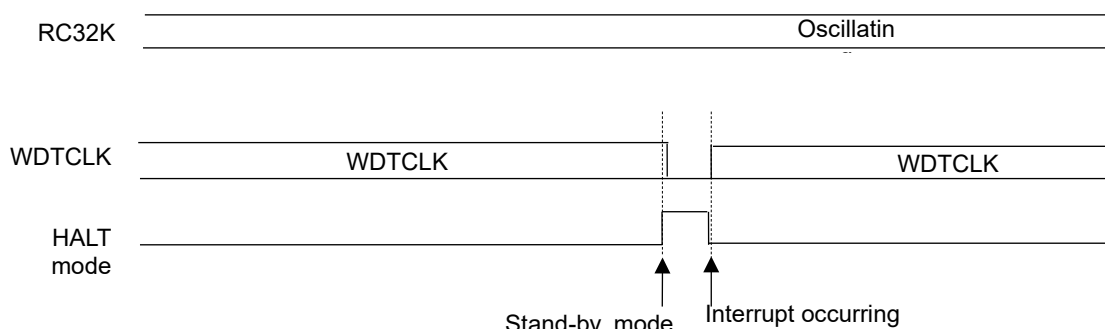 RC32K
Oscillatin
WDTCLK
WDTCLK
WDTCLK
HALT
mode
Stand-by mode
Interrupt occurring